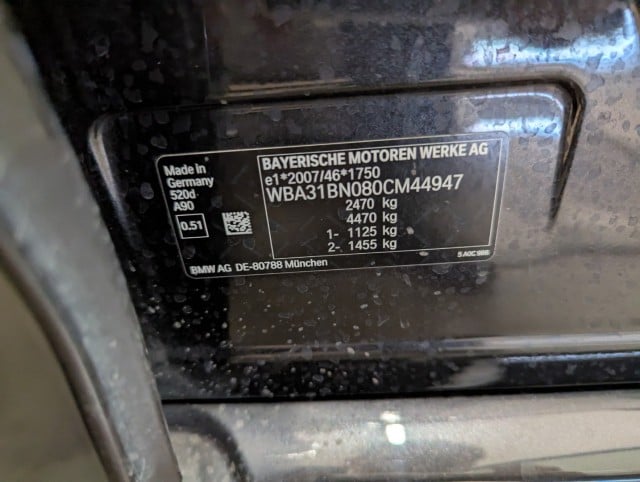 Made in
Germany
520d
A90
0.51
BAYERISCHE MOTOREN WERKE AG
e1*2007/46*1750
WBA31BN080CM44947
2470 kg
4470 kg
1- 1125 kg
2- 1455 kg
BMW AG DE-80788 München